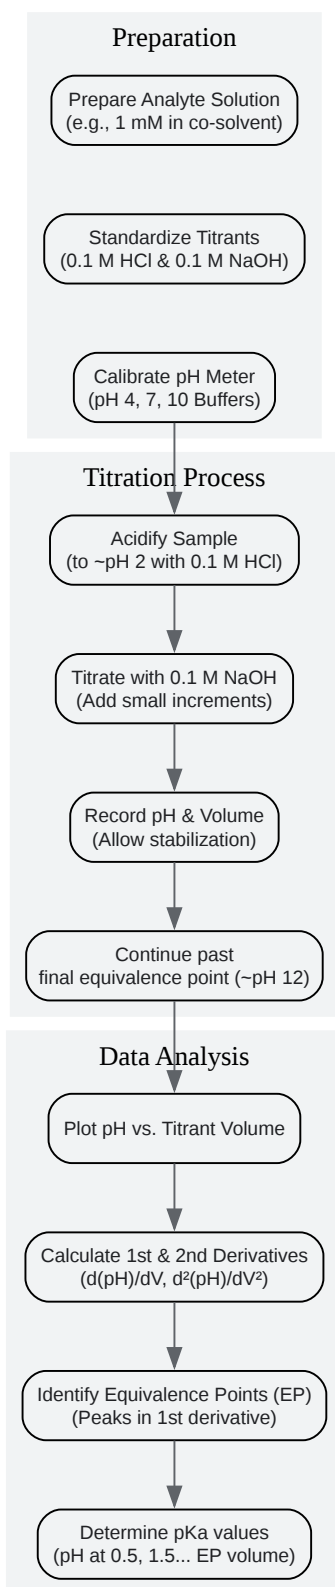 Preparation
Prepare Analyte Solution
(e.g., 1 mM in co-solvent)
Standardize Titrants
(0.1 M HCl & 0.1 M NaOH)
Calibrate pH Meter
(pH 4, 7, 10 Buffers)
Titration Process
Acidify Sample
(to ~pH 2 with 0.1 M HCl)
Titrate with 0.1 M NaOH
(Add small increments)
Record pH & Volume
(Allow stabilization)
Continue past
final equivalence point (~pH 12)
Data Analysis
Plot pH vs. Titrant Volume
Calculate 1st & 2nd Derivatives
(d(pH)/dV, d²(pH)/dV²)
Identify Equivalence Points (EP)
(Peaks in 1st derivative)
Determine pKa values
(pH at 0.5, 1.5... EP volume)